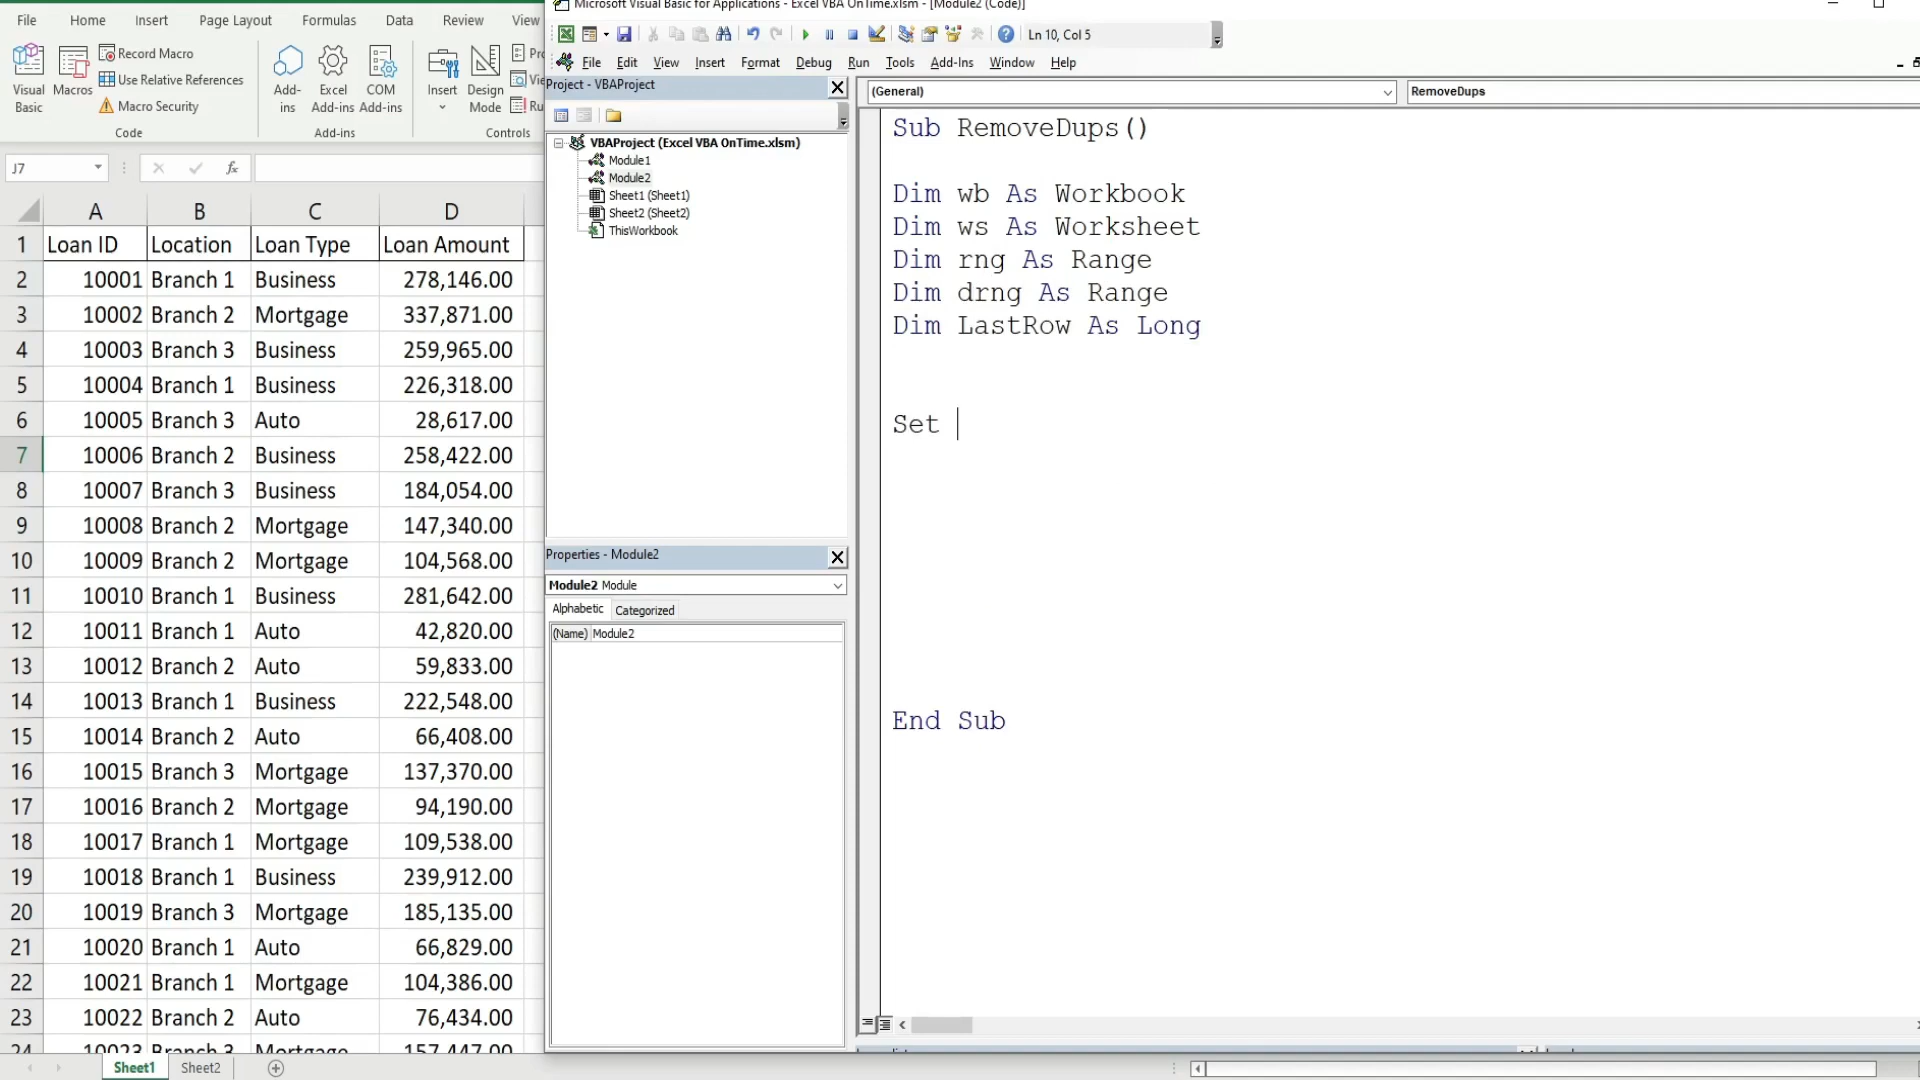 Microsoft Visual Basic for Applications - Excel VBA OnTime.xlsm - [Module2 (Code)]
File Home Insert Page Layout Formulas Data Review View
Visual Basic
Macros
Record Macro
Use Relative References
Macro Security
Code
Add-ins
Excel Add-ins
COM Add-ins
Add-ins
Insert
Design Mode
Controls
Ln 10, Col 5
File Edit View Insert Format Debug Run Tools Add-Ins Window Help
J7
fx
A B C D
1 Loan ID Location Loan Type Loan Amount
2 10001 Branch 1 Business 278,146.00
3 10002 Branch 2 Mortgage 337,871.00
4 10003 Branch 3 Business 259,965.00
5 10004 Branch 1 Business 226,318.00
6 10005 Branch 3 Auto 28,617.00
7 10006 Branch 2 Business 258,422.00
8 10007 Branch 3 Business 184,054.00
9 10008 Branch 2 Mortgage 147,340.00
10 10009 Branch 2 Mortgage 104,568.00
11 10010 Branch 1 Business 281,642.00
12 10011 Branch 1 Auto 42,820.00
13 10012 Branch 2 Auto 59,833.00
14 10013 Branch 1 Business 222,548.00
15 10014 Branch 2 Auto 66,408.00
16 10015 Branch 3 Mortgage 137,370.00
17 10016 Branch 2 Mortgage 94,190.00
18 10017 Branch 1 Mortgage 109,538.00
19 10018 Branch 1 Business 239,912.00
20 10019 Branch 3 Mortgage 185,135.00
21 10020 Branch 1 Auto 66,829.00
22 10021 Branch 1 Mortgage 104,386.00
23 10022 Branch 2 Auto 76,434.00
24 10023 Branch 3 Mortgage 157,447.00
Sheet1 Sheet2
Project - VBAProject
VBAProject (Excel VBA OnTime.xlsm)
Module1
Module2
Sheet1 (Sheet1)
Sheet2 (Sheet2)
ThisWorkbook
Properties - Module2
Module2 Module
Alphabetic Categorized
(Name) Module2
(General) RemoveDups
Sub RemoveDups()
Dim wb As Workbook
Dim ws As Worksheet
Dim rng As Range
Dim drng As Range
Dim LastRow As Long
Set
End Sub